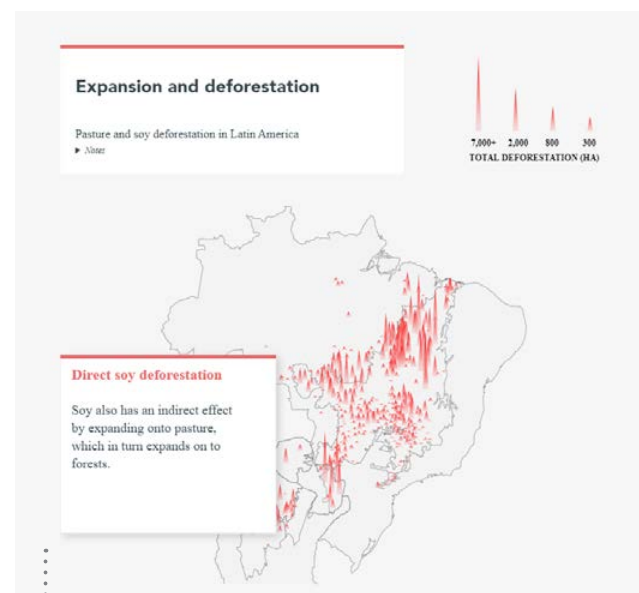 Expansion and deforestation
Pasture and soy deforestation in Latin America
▶ Notes
7,000+ 2,000 800 300
TOTAL DEFORESTATION (HA)
Direct soy deforestation
Soy also has an indirect effect
by expanding onto pasture,
which in turn expands on to
forests.